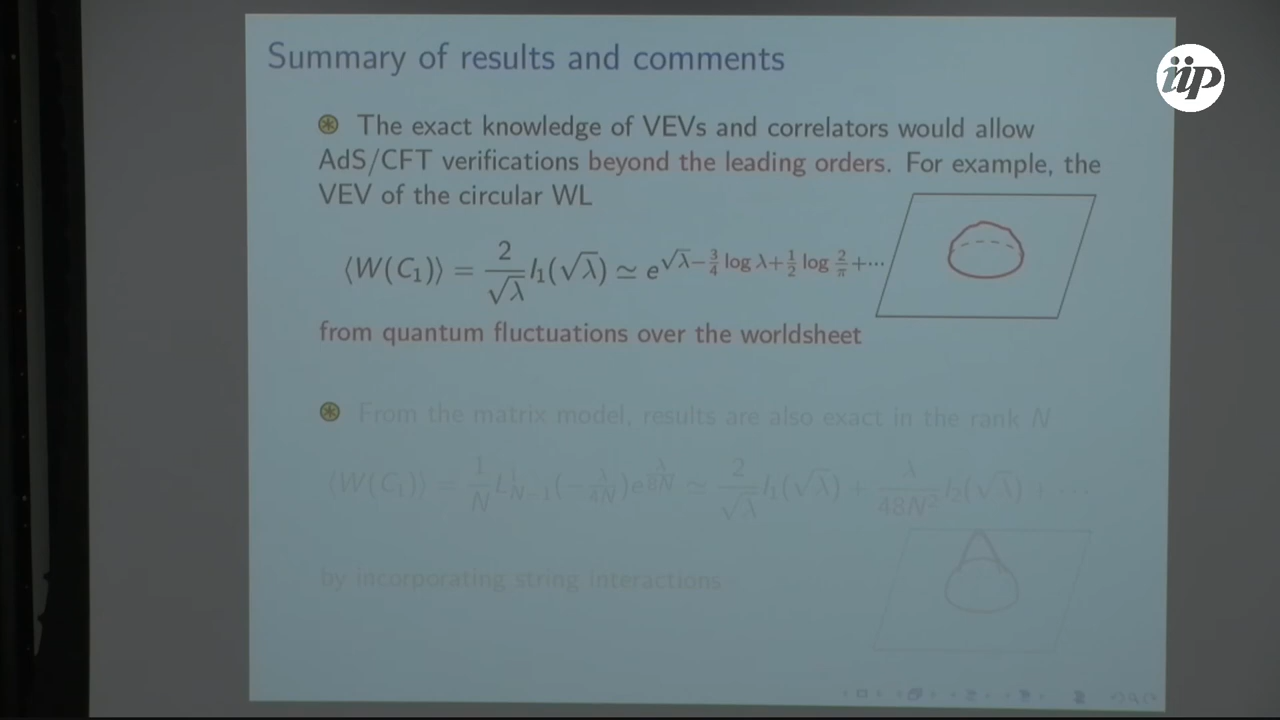 Summary of results and comments
iip
The exact knowledge of VEVs and correlators would allow
AdS/CFT verifications beyond the leading orders. For example, the
VEV of the circular WL
⟨W(C₁)⟩ = 2/√λ I₁(√λ) ≃ e^{√λ−3/4 log λ+1/2 log 2/π+⋯}
from quantum fluctuations over the worldsheet
From the matrix model, results are also exact in the rank N
⟨W(C₁)⟩ = 1/N L¹_{N−1}(−λ/4N)e^{λ/8N} ≃ 2/√λ I₁(√λ) + λ/48N² I₂(√λ) + ⋯
by incorporating string interactions